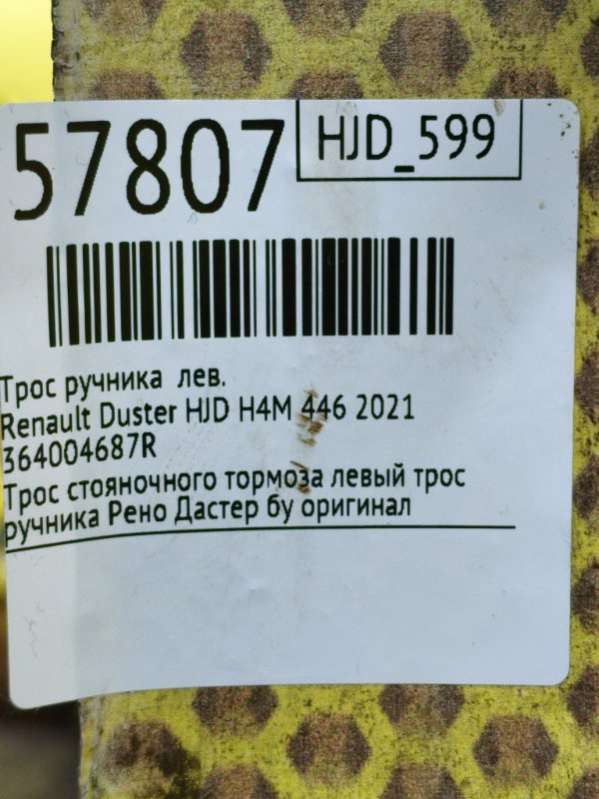 57807
HJD_599
Трос ручника лев.
Renault Duster HJD H4M 446 2021
364004687R
Трос стояночного тормоза левый трос
ручника Рено Дастер бу оригинал